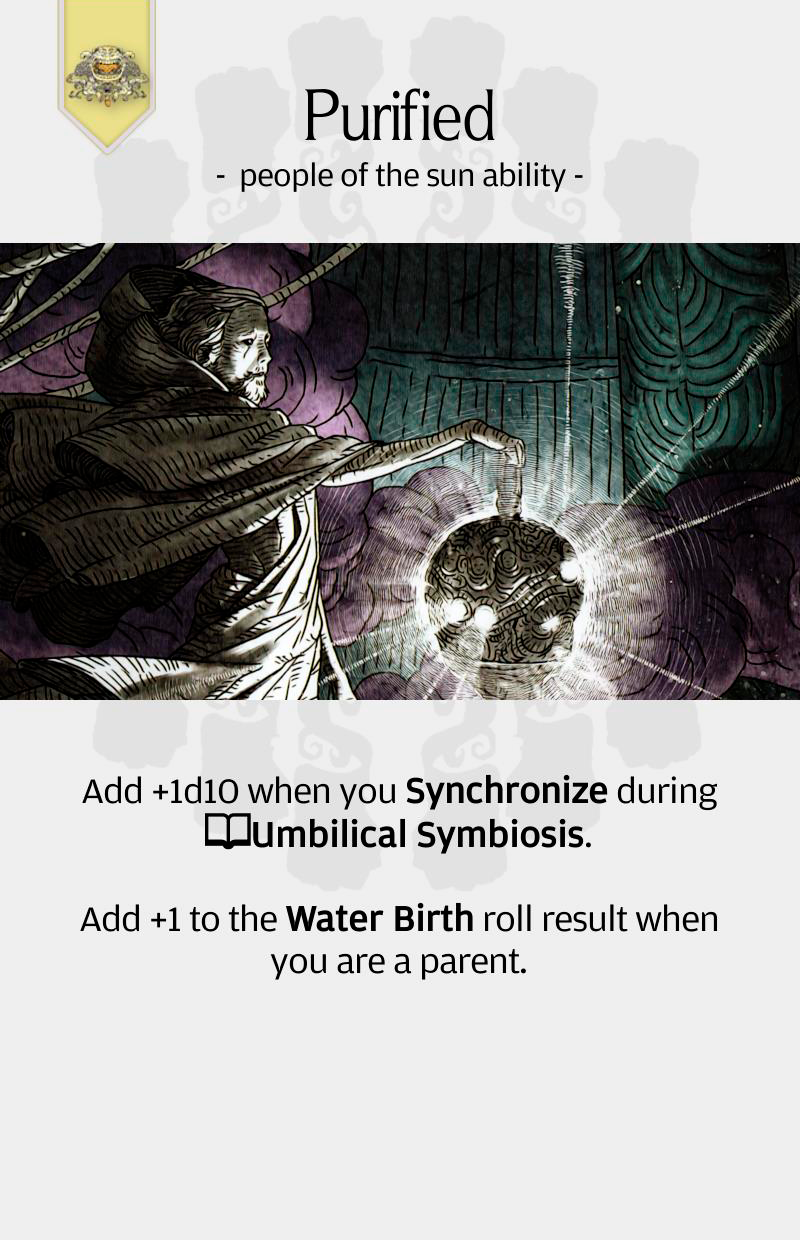 Purified
- people of the sun ability -
Add +1d10 when you Synchronize during
Umbilical Symbiosis.
Add +1 to the Water Birth roll result when
you are a parent.